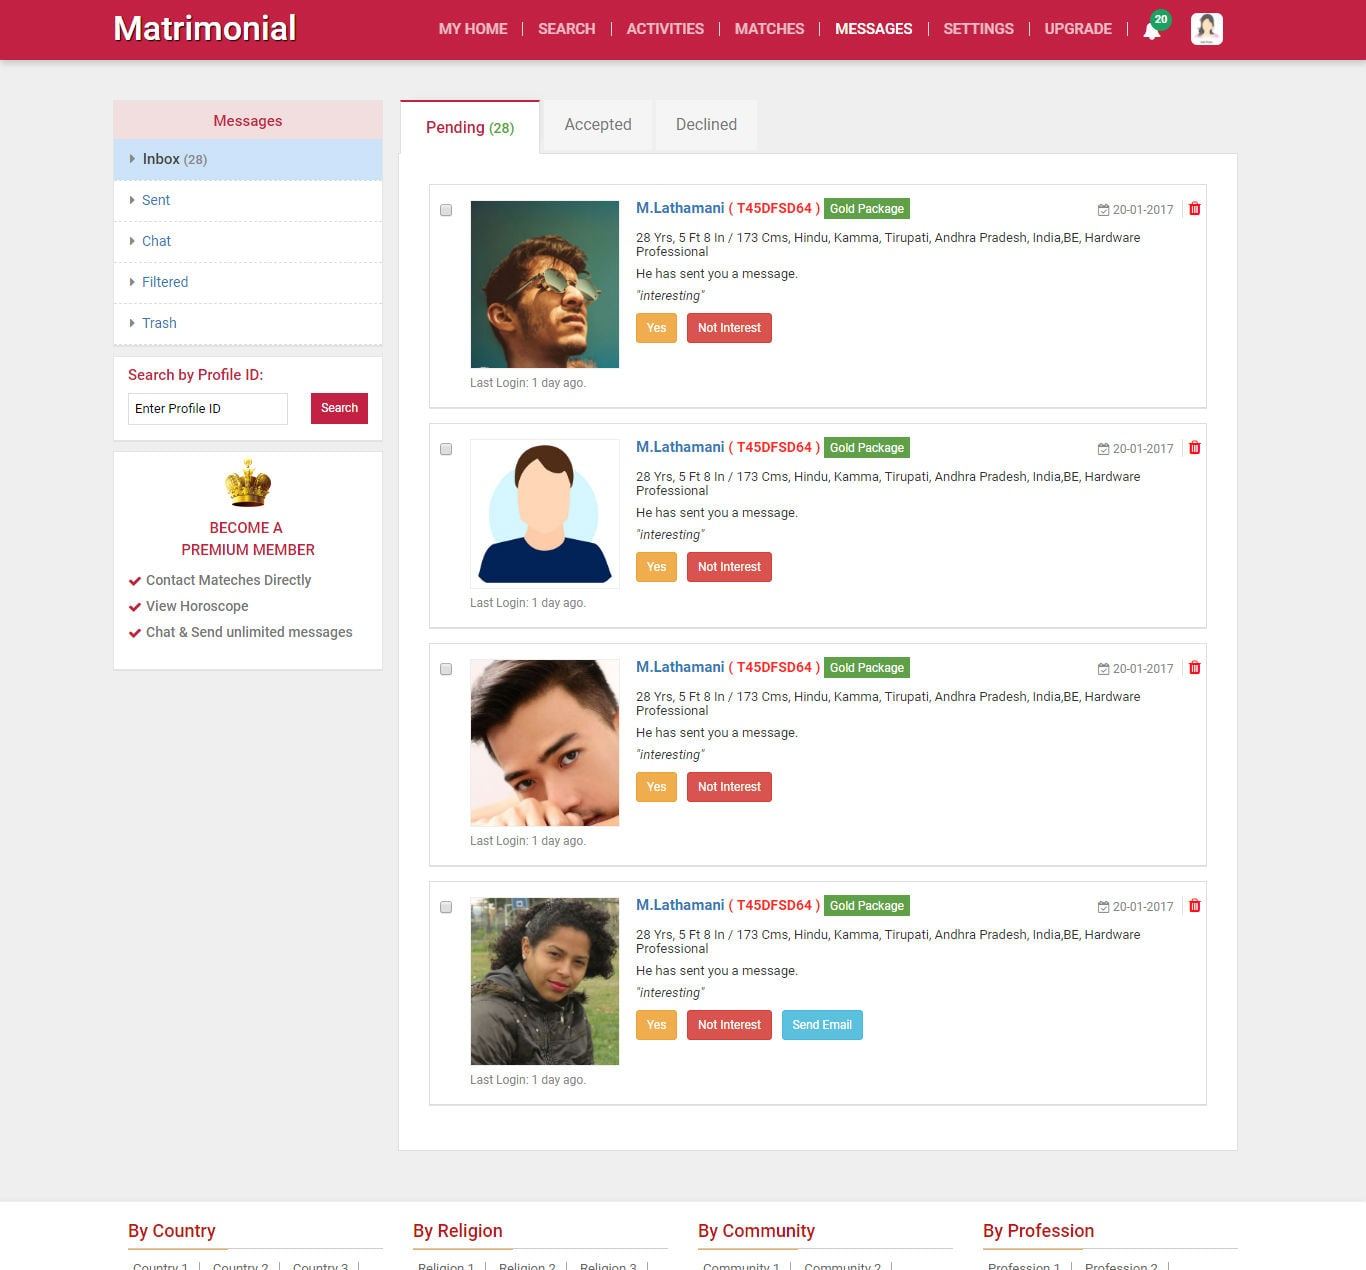 Matrimonial
MY HOME
SEARCH
ACTIVITIES
MATCHES
MESSAGES
SETTINGS
UPGRADE
20
Messages
Inbox (28)
Sent
Chat
Filtered
Trash
Search by Profile ID:
Enter Profile ID
Search
BECOME A
PREMIUM MEMBER
Contact Mateches Directly
View Horoscope
Chat & Send unlimited messages
Pending (28)
Accepted
Declined
M.Lathamani ( T45DFSD64 ) Gold Package
20-01-2017
28 Yrs, 5 Ft 8 In / 173 Cms, Hindu, Kamma, Tirupati, Andhra Pradesh, India,BE, Hardware
Professional
He has sent you a message.
"interesting"
Yes
Not Interest
Last Login: 1 day ago.
M.Lathamani ( T45DFSD64 ) Gold Package
20-01-2017
28 Yrs, 5 Ft 8 In / 173 Cms, Hindu, Kamma, Tirupati, Andhra Pradesh, India,BE, Hardware
Professional
He has sent you a message.
"interesting"
Yes
Not Interest
Last Login: 1 day ago.
M.Lathamani ( T45DFSD64 ) Gold Package
20-01-2017
28 Yrs, 5 Ft 8 In / 173 Cms, Hindu, Kamma, Tirupati, Andhra Pradesh, India,BE, Hardware
Professional
He has sent you a message.
"interesting"
Yes
Not Interest
Last Login: 1 day ago.
M.Lathamani ( T45DFSD64 ) Gold Package
20-01-2017
28 Yrs, 5 Ft 8 In / 173 Cms, Hindu, Kamma, Tirupati, Andhra Pradesh, India,BE, Hardware
Professional
He has sent you a message.
"interesting"
Yes
Not Interest
Send Email
Last Login: 1 day ago.
By Country
Country 1 | Country 2 | Country 3 |
By Religion
Religion 1 | Religion 2 | Religion 3 |
By Community
Community 1 | Community 2 |
By Profession
Profession 1 | Profession 2 |